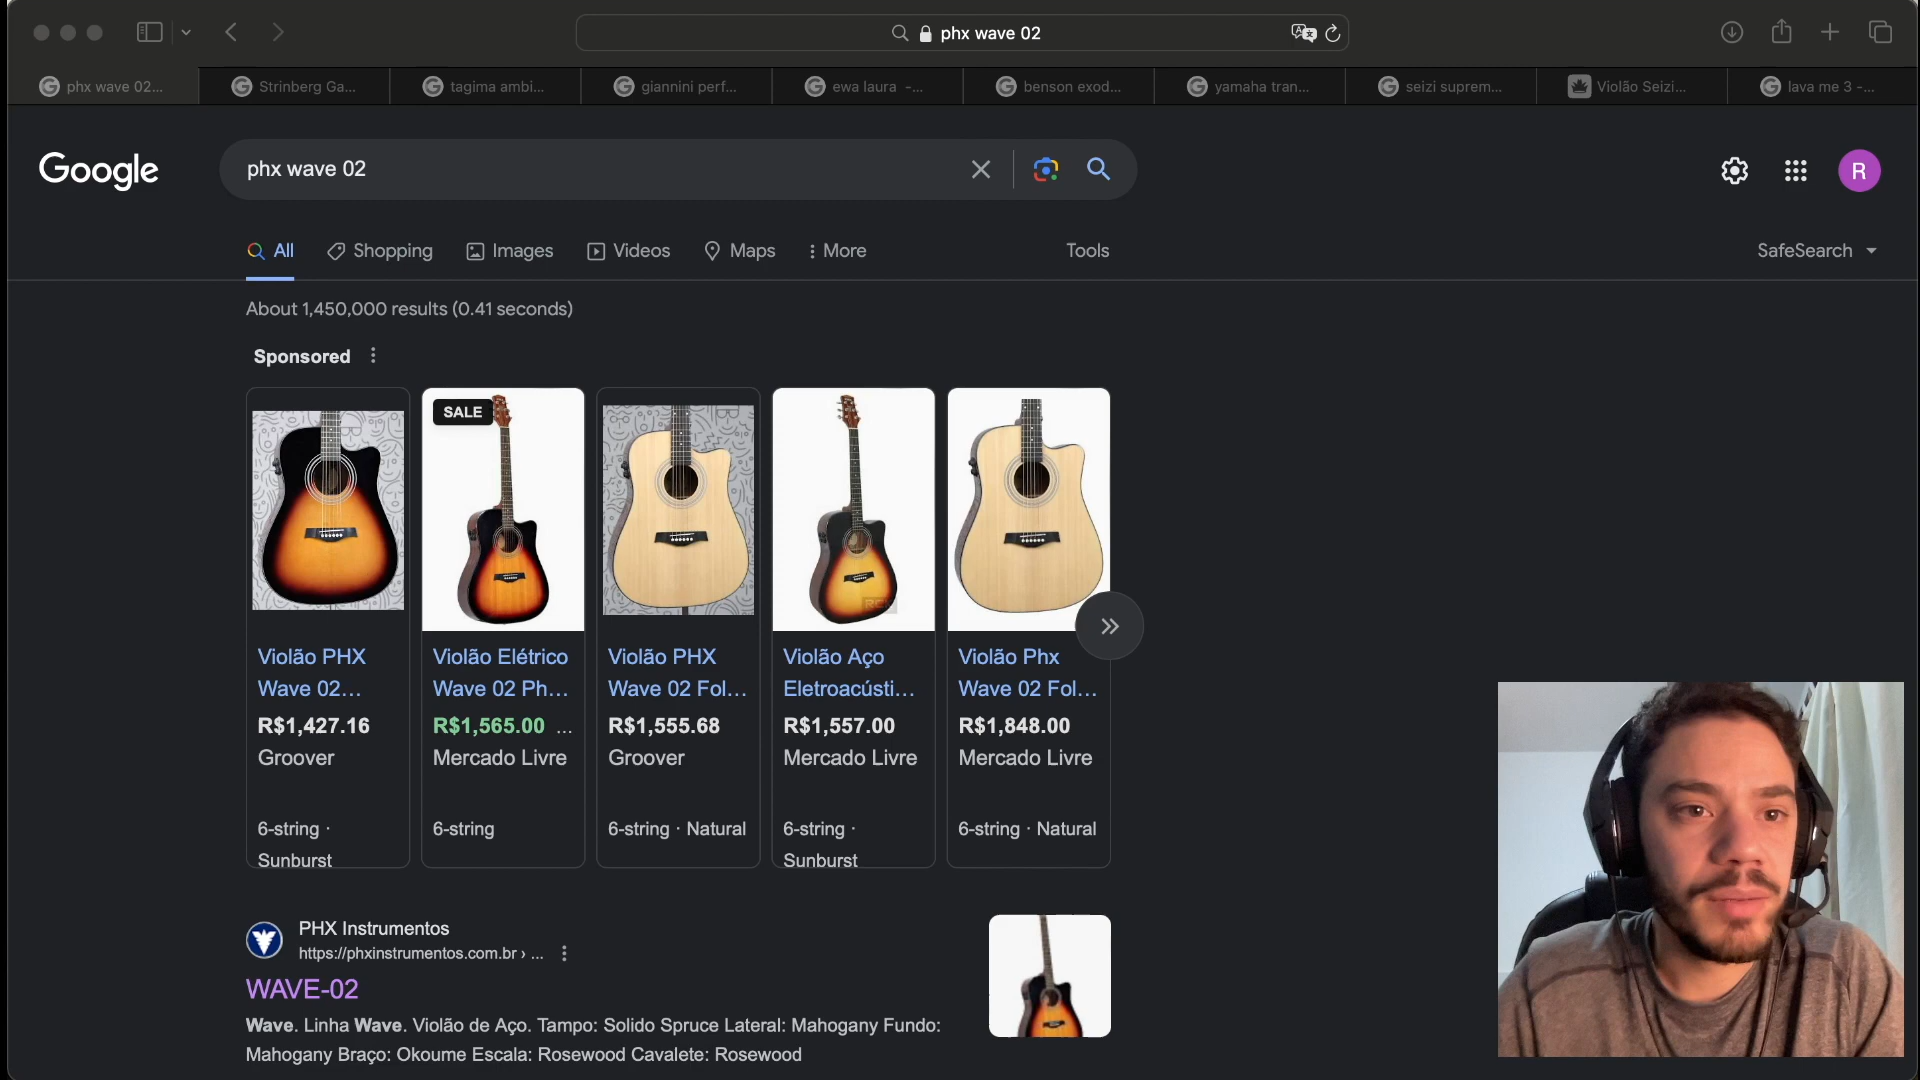 phx wave 02
phx wave 02...
Strinberg Ga...
tagima ambi...
giannini perf...
ewa laura -...
benson exod...
yamaha tran...
seizi suprem...
Violão Seizi...
lava me 3 -...
Google
phx wave 02
R
All
Shopping
Images
Videos
Maps
More
Tools
SafeSearch
About 1,450,000 results (0.41 seconds)
Sponsored
Violão PHX
Wave 02...
R$1,427.16
Groover
6-string ·
Sunburst
SALE
Violão Elétrico
Wave 02 Ph...
R$1,565.00 ...
Mercado Livre
6-string
Violão PHX
Wave 02 Fol...
R$1,555.68
Groover
6-string · Natural
Violão Aço
Eletroacústi...
R$1,557.00
Mercado Livre
6-string ·
Sunburst
Violão Phx
Wave 02 Fol...
R$1,848.00
Mercado Livre
6-string · Natural
PHX Instrumentos
https://phxinstrumentos.com.br › ...
WAVE-02
Wave. Linha Wave. Violão de Aço. Tampo: Solido Spruce Lateral: Mahogany Fundo:
Mahogany Braço: Okoume Escala: Rosewood Cavalete: Rosewood